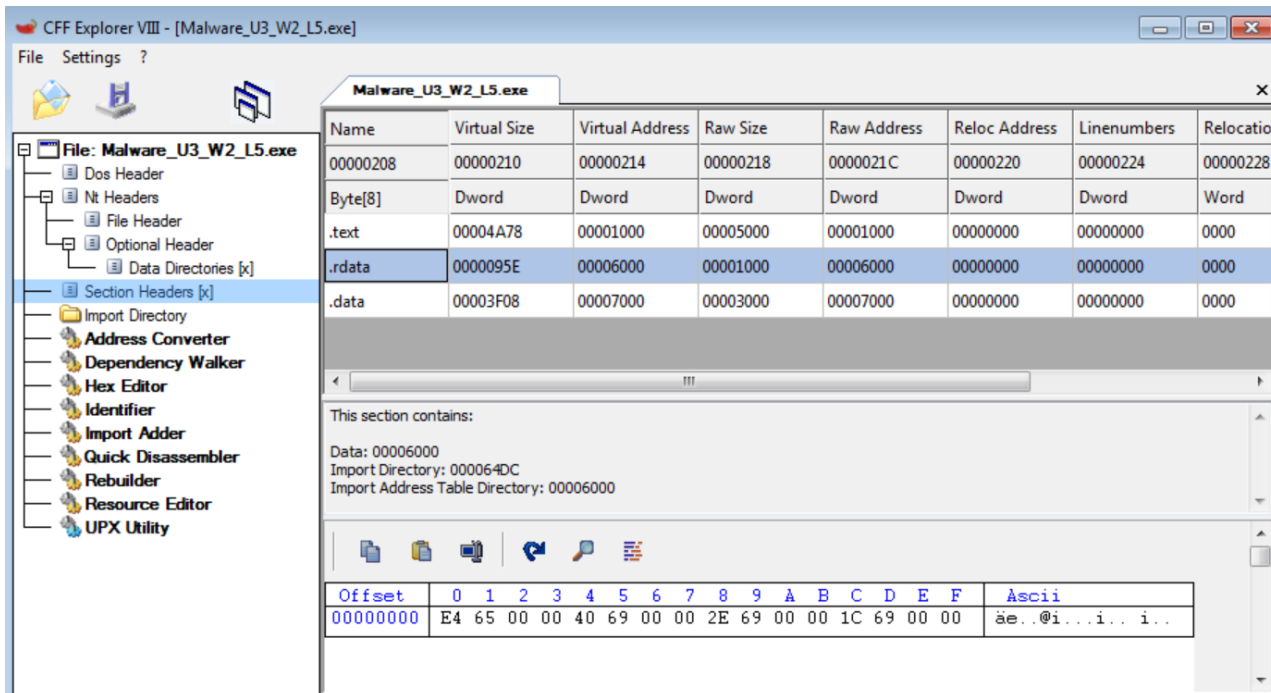 CFF Explorer VIII - [Malware_U3_W2_L5.exe]
File Settings ?
Malware_U3_W2_L5.exe
File: Malware_U3_W2_L5.exe
Dos Header
Nt Headers
File Header
Optional Header
Data Directories [x]
Section Headers [x]
Import Directory
Address Converter
Dependency Walker
Hex Editor
Identifier
Import Adder
Quick Disassembler
Rebuilder
Resource Editor
UPX Utility
Name Virtual Size Virtual Address Raw Size Raw Address Reloc Address Linenumbers Relocatio
00000208 00000210 00000214 00000218 0000021C 00000220 00000224 00000228
Byte[8] Dword Dword Dword Dword Dword Dword Word
.text 00004A78 00001000 00005000 00001000 00000000 00000000 0000
.rdata 0000095E 00006000 00001000 00006000 00000000 00000000 0000
.data 00003F08 00007000 00003000 00007000 00000000 00000000 0000
This section contains:
Data: 00006000
Import Directory: 000064DC
Import Address Table Directory: 00006000
Offset 0 1 2 3 4 5 6 7 8 9 A B C D E F Ascii
00000000 E4 65 00 00 40 69 00 00 2E 69 00 00 1C 69 00 00 äe..@i...i.. i..